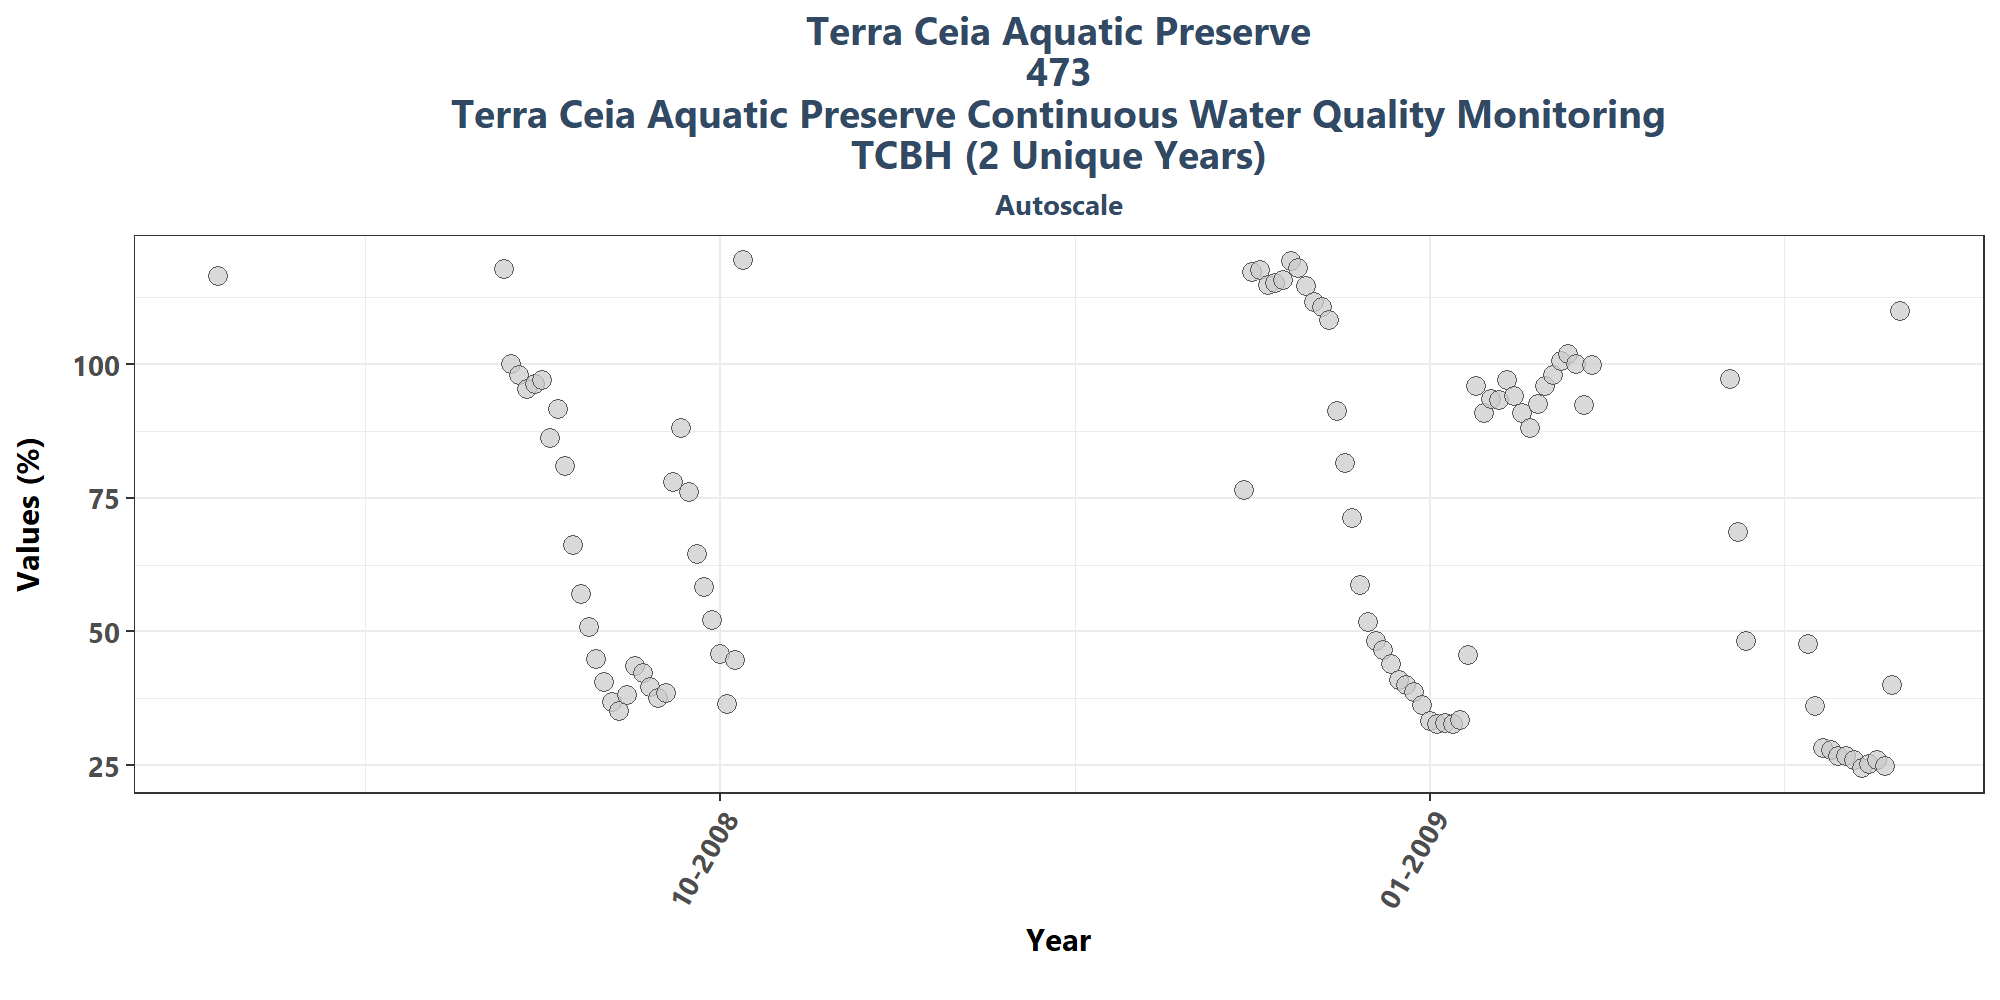 Terra Ceia Aquatic Preserve
473
Terra Ceia Aquatic Preserve Continuous Water Quality Monitoring
TCBH (2 Unique Years)
Autoscale
Values (%)
100
75
50
25
10-2008
01-2009
Year